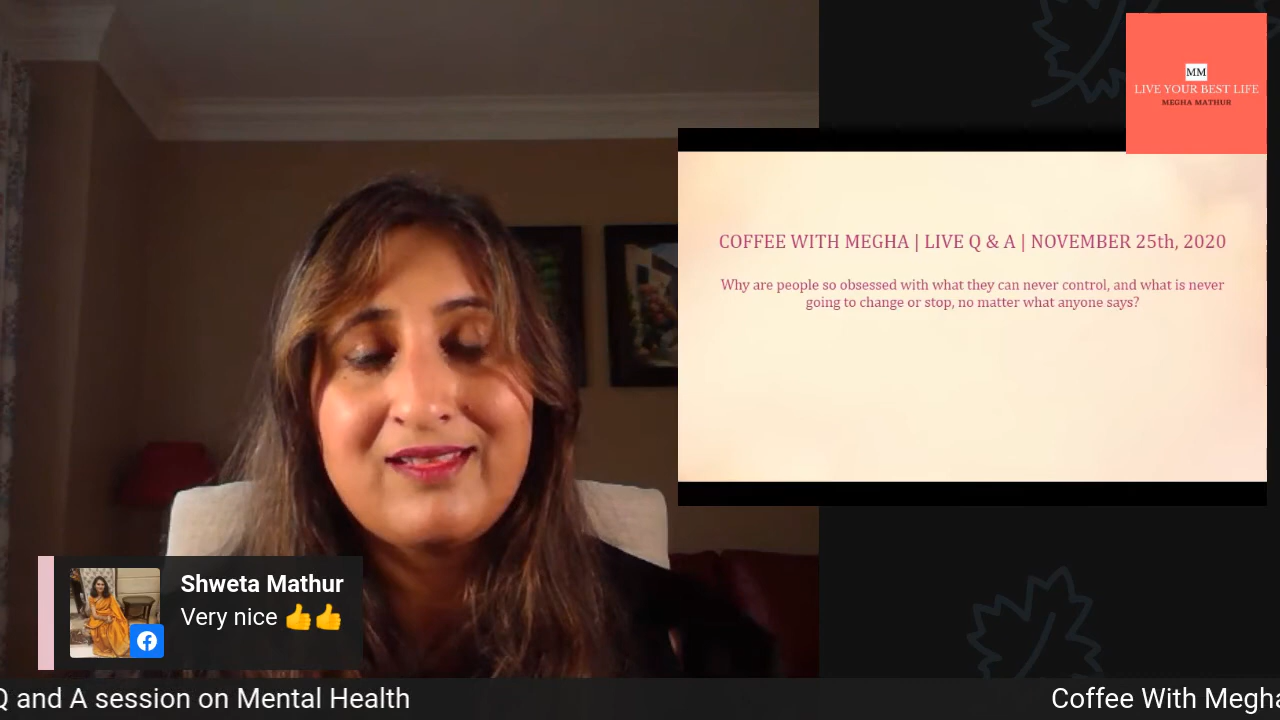 MM
LIVE YOUR BEST LIFE
MEGHA MATHUR
COFFEE WITH MEGHA | LIVE Q & A | NOVEMBER 25th, 2020
Why are people so obsessed with what they can never control, and what is never
going to change or stop, no matter what anyone says?
Shweta Mathur
Very nice 👍👍
Q and A session on Mental Health
Coffee With Megha